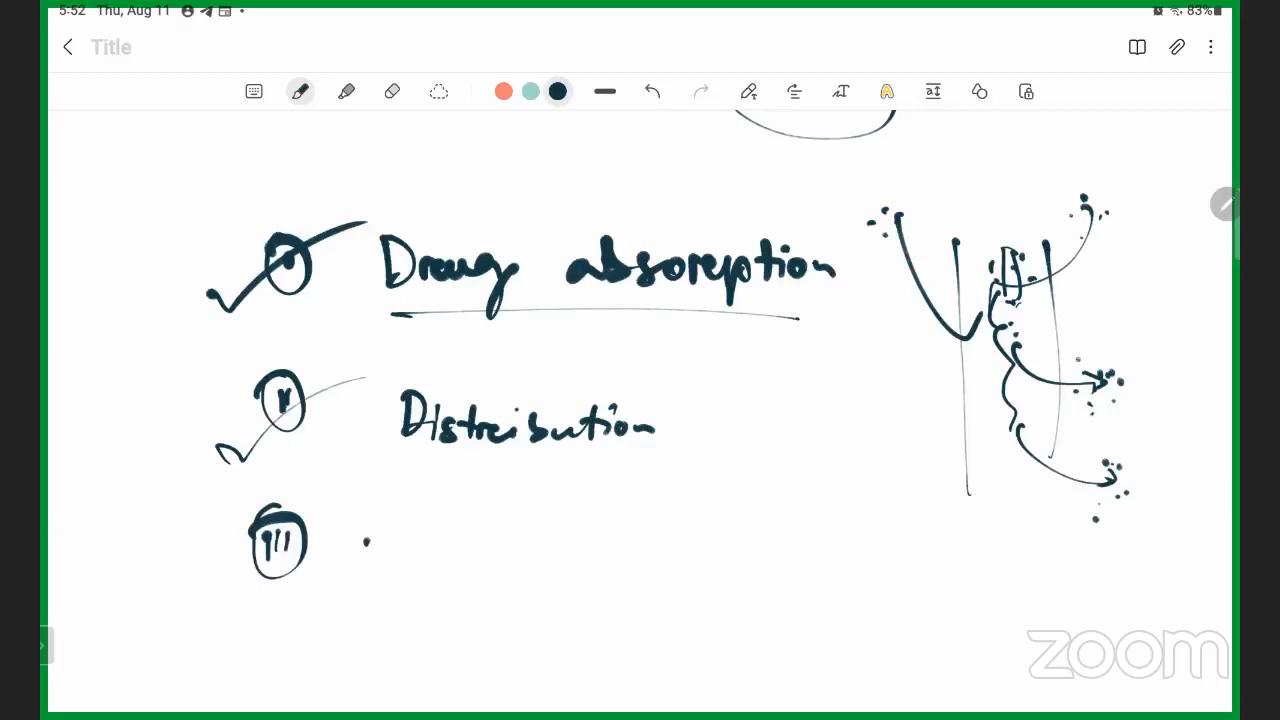 5:52 Thu, Aug 11 83%
Title
i Drug absorption
ii Distribution
iii
zoom